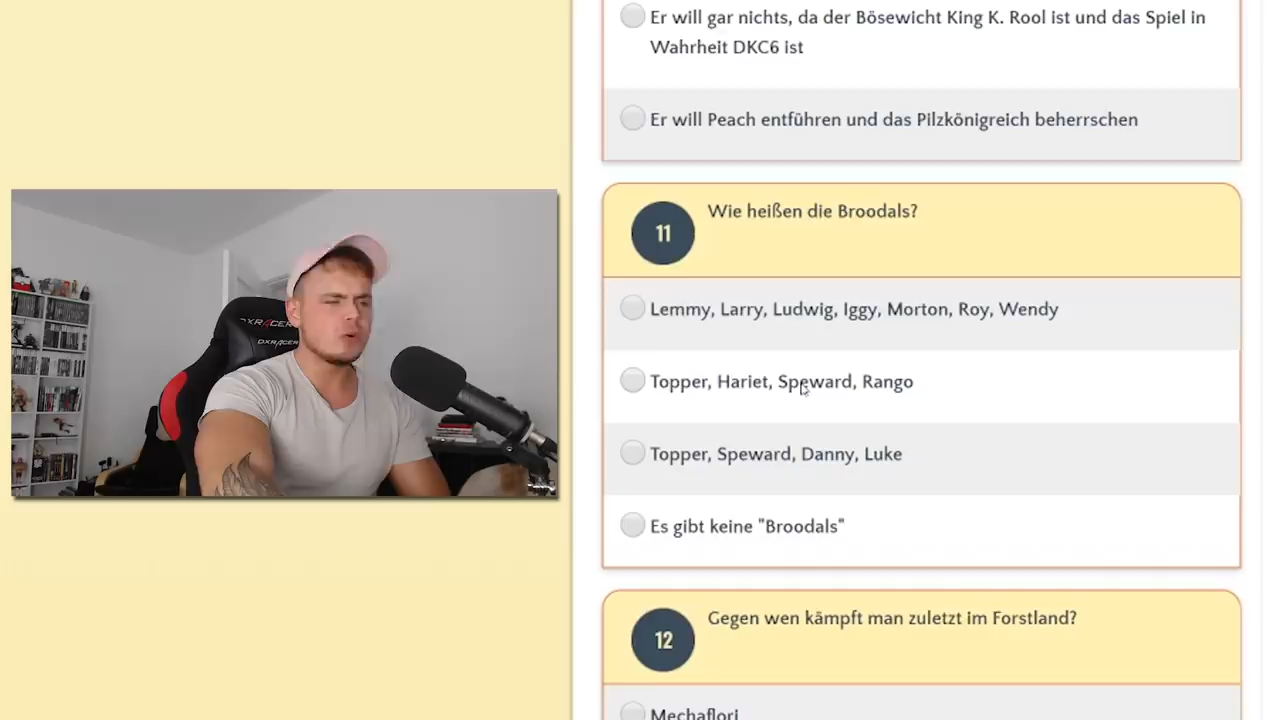 Er will gar nichts, da der Bösewicht King K. Rool ist und das Spiel in
Wahrheit DKC6 ist
Er will Peach entführen und das Pilzkönigreich beherrschen
11
Wie heißen die Broodals?
Lemmy, Larry, Ludwig, Iggy, Morton, Roy, Wendy
Topper, Hariet, Speward, Rango
Topper, Speward, Danny, Luke
Es gibt keine "Broodals"
12
Gegen wen kämpft man zuletzt im Forstland?
Mechaflori
DXRACER
DXRACER